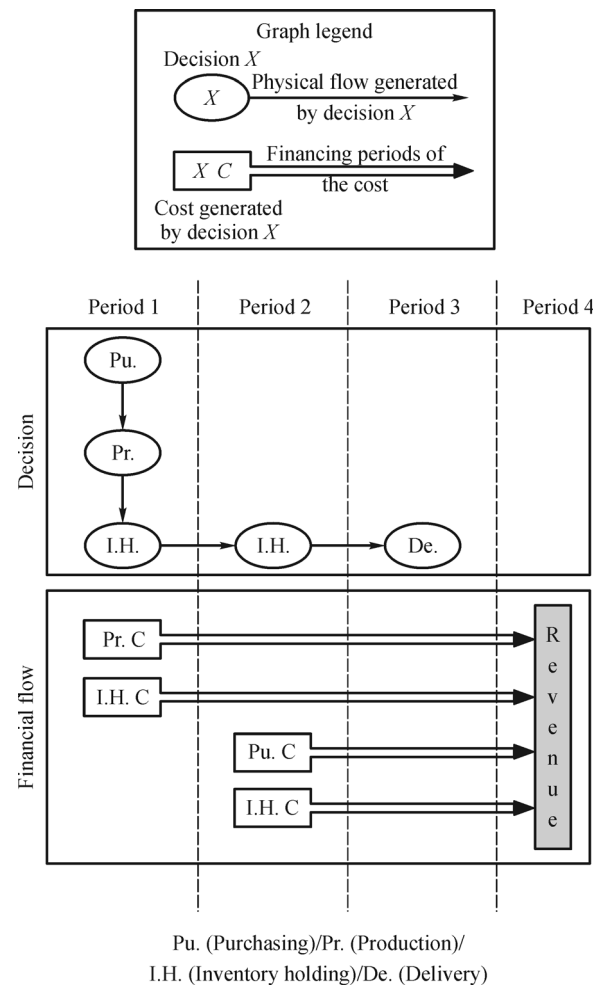 Graph legend
Decision X
X
Physical flow generated
by decision X
X C
Financing periods of
the cost
Cost generated
by decision X
Period 1
Period 2
Period 3
Period 4
Decision
Pu.
Pr.
I.H.
I.H.
De.
Financial flow
Pr. C
I.H. C
Pu. C
I.H. C
Revenue
Pu. (Purchasing)/Pr. (Production)/
I.H. (Inventory holding)/De. (Delivery)